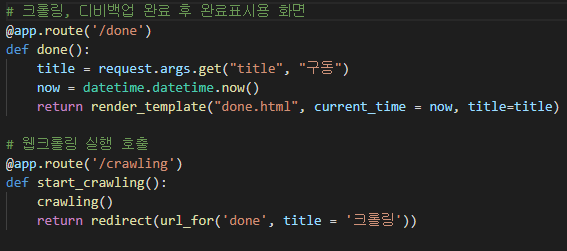 # 크롤링, 디비백업 완료 후 완료표시용 화면
@app.route('/done')
def done():
    title = request.args.get("title", "구동")
    now = datetime.datetime.now()
    return render_template("done.html", current_time = now, title=title)
# 웹크롤링 실행 호출
@app.route('/crawling')
def start_crawling():
    crawling()
    return redirect(url_for('done', title = '크롤링'))